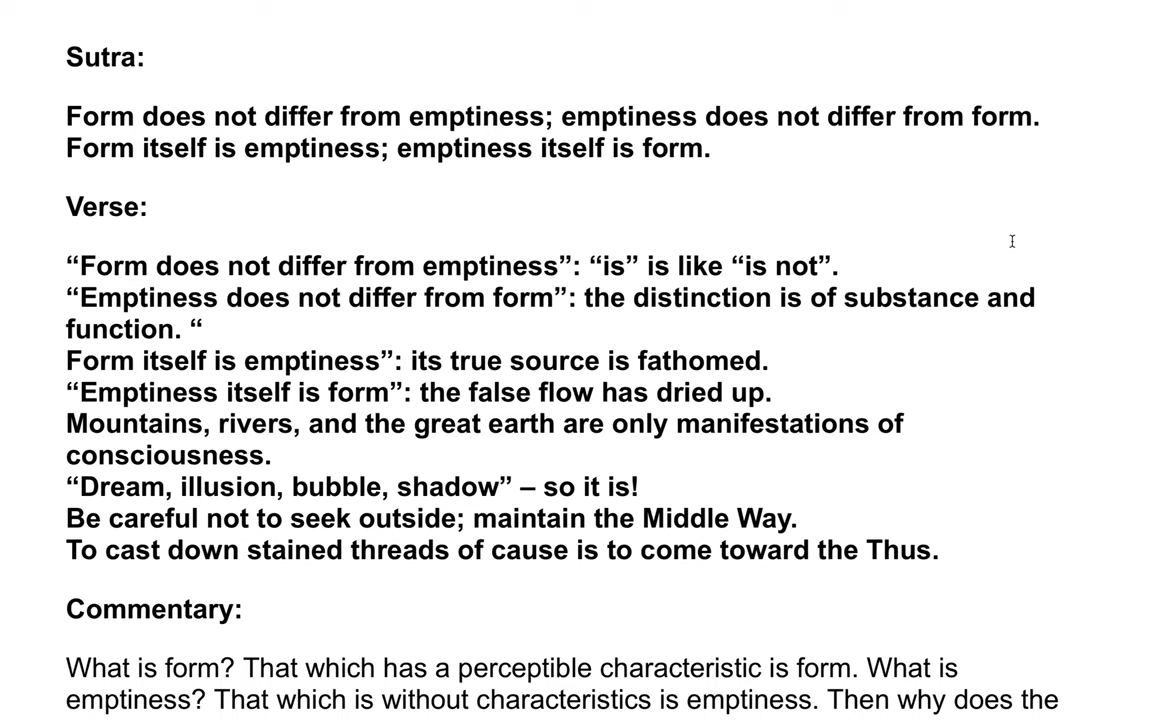 Sutra:
Form does not differ from emptiness; emptiness does not differ from form.
Form itself is emptiness; emptiness itself is form.
Verse:
“Form does not differ from emptiness”: “is” is like “is not”.
“Emptiness does not differ from form”: the distinction is of substance and
function. “
Form itself is emptiness”: its true source is fathomed.
“Emptiness itself is form”: the false flow has dried up.
Mountains, rivers, and the great earth are only manifestations of
consciousness.
“Dream, illusion, bubble, shadow” – so it is!
Be careful not to seek outside; maintain the Middle Way.
To cast down stained threads of cause is to come toward the Thus.
Commentary:
What is form? That which has a perceptible characteristic is form. What is
emptiness? That which is without characteristics is emptiness. Then why does the